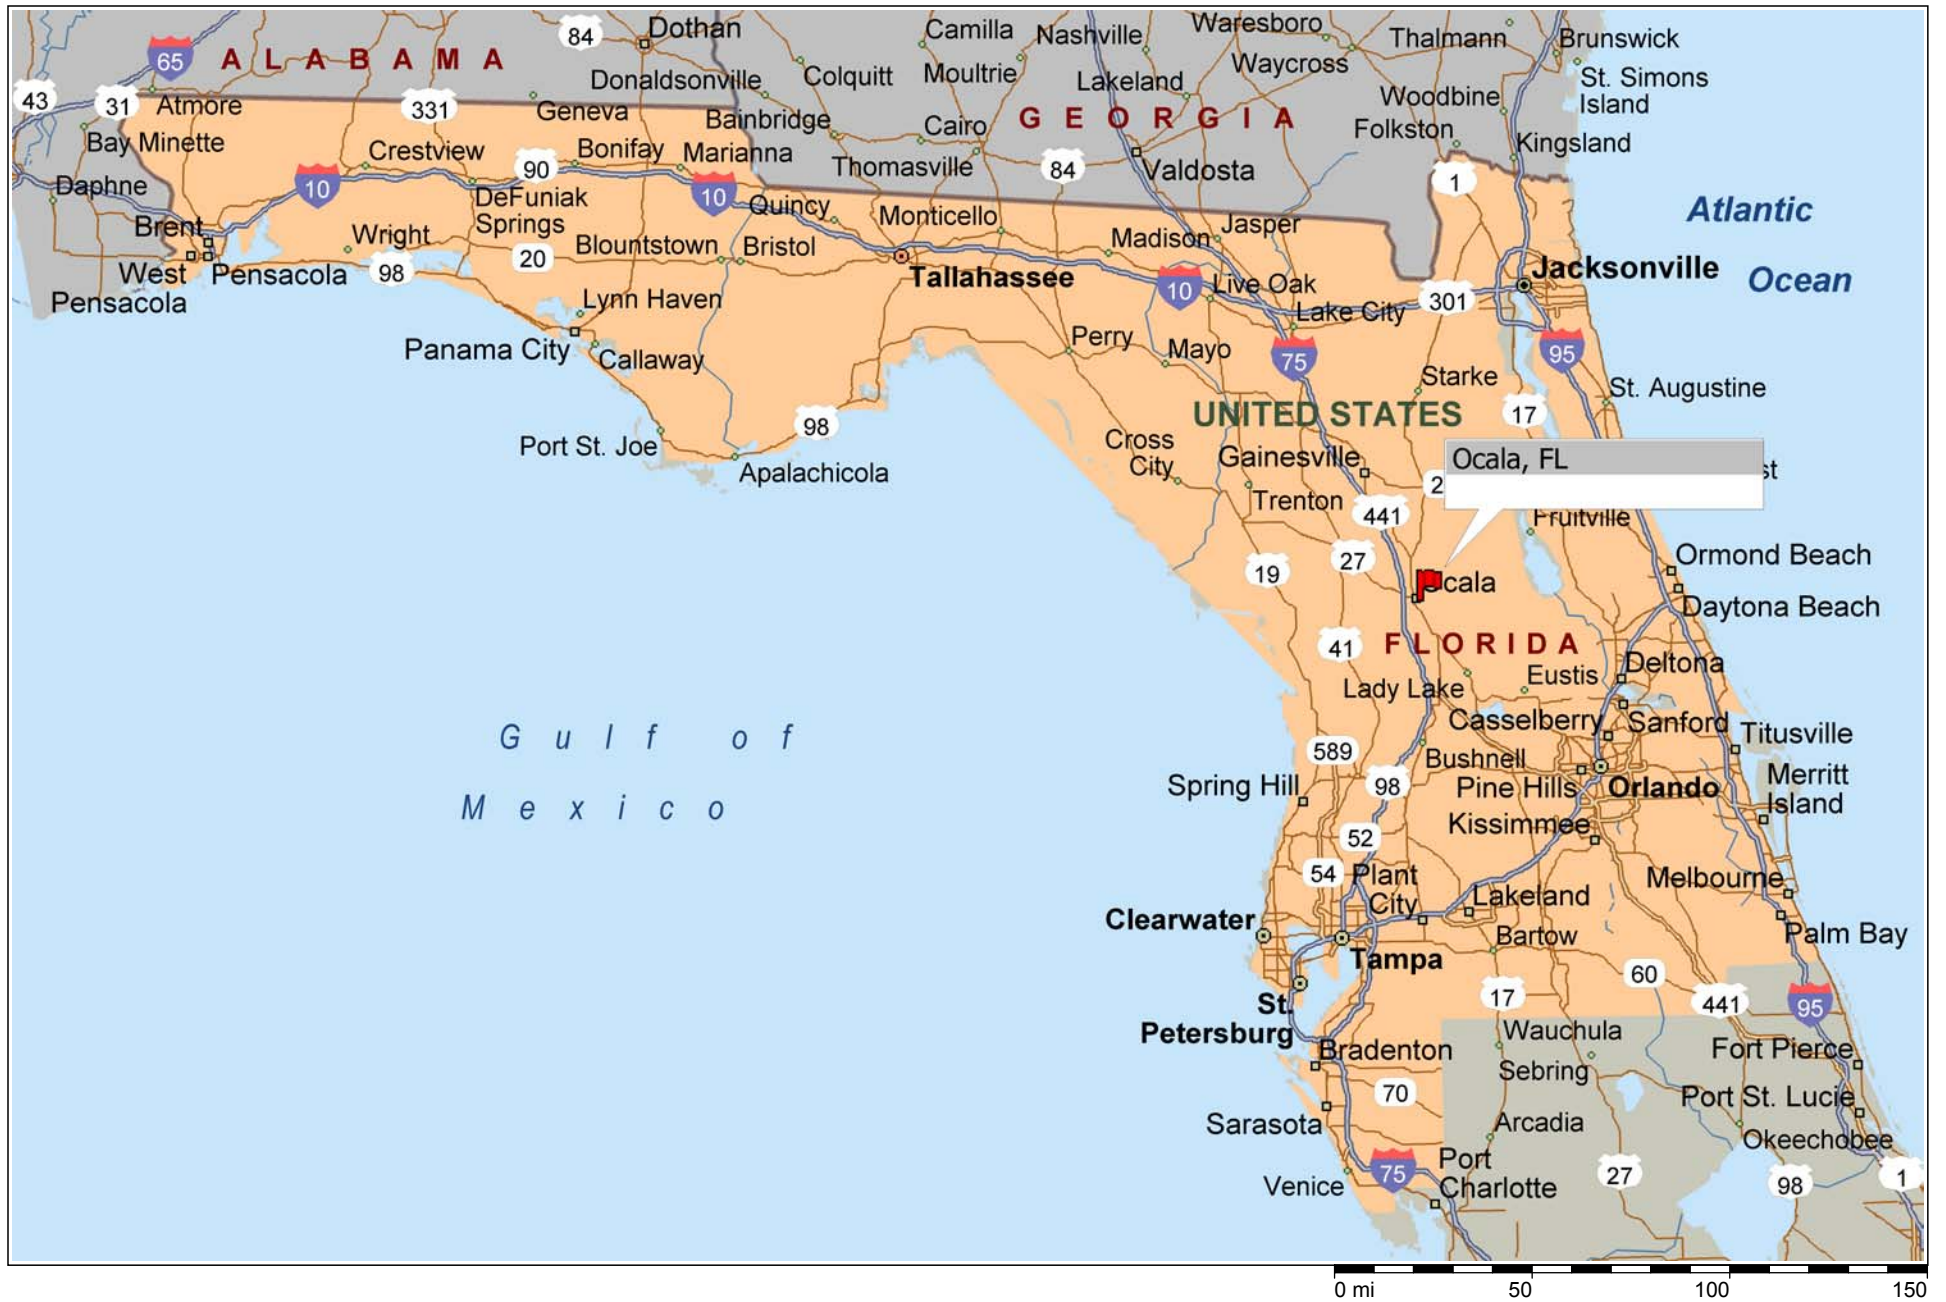 65
A L A B A M A
84
Dothan
Camilla
Nashville
Waresboro
Thalmann
Brunswick
Donaldsonville
Colquitt
Moultrie
Lakeland
Waycross
St. Simons
Island
43
31
Atmore
331
Geneva
Bainbridge
Cairo
G E O R G I A
Woodbine
Folkston
Kingsland
Bay Minette
Crestview
90
Bonifay
Marianna
Thomasville
84
Valdosta
1
Daphne
10
DeFuniak
Springs
10
Quincy
Monticello
Madison
Jasper
Atlantic
Ocean
Brent
Wright
Blountstown
Bristol
20
98
West
Pensacola
Pensacola
Tallahassee
10
Live Oak
Lake City
301
Jacksonville
Lynn Haven
Panama City
Callaway
Perry
Mayo
75
95
Starke
St. Augustine
UNITED STATES
17
98
Port St. Joe
Apalachicola
Cross
City
Gainesville
Trenton
2
Ocala, FL
st
441
Fruitville
19
27
Ocala
Ormond Beach
Daytona Beach
41
F L O R I D A
Lady Lake
Eustis
Deltona
Gulf of
Mexico
Casselberry
Sanford
Titusville
589
Bushnell
Spring Hill
98
Pine Hills
Orlando
Merritt
Island
52
Kissimmee
54
Plant
City
Lakeland
Melbourne
Clearwater
Tampa
Bartow
Palm Bay
60
17
441
95
St.
Petersburg
Bradenton
Wauchula
Fort Pierce
Sebring
70
Port St. Lucie
Sarasota
Arcadia
Okeechobee
Venice
75
Port
Charlotte
27
98
1
0 mi
50
100
150